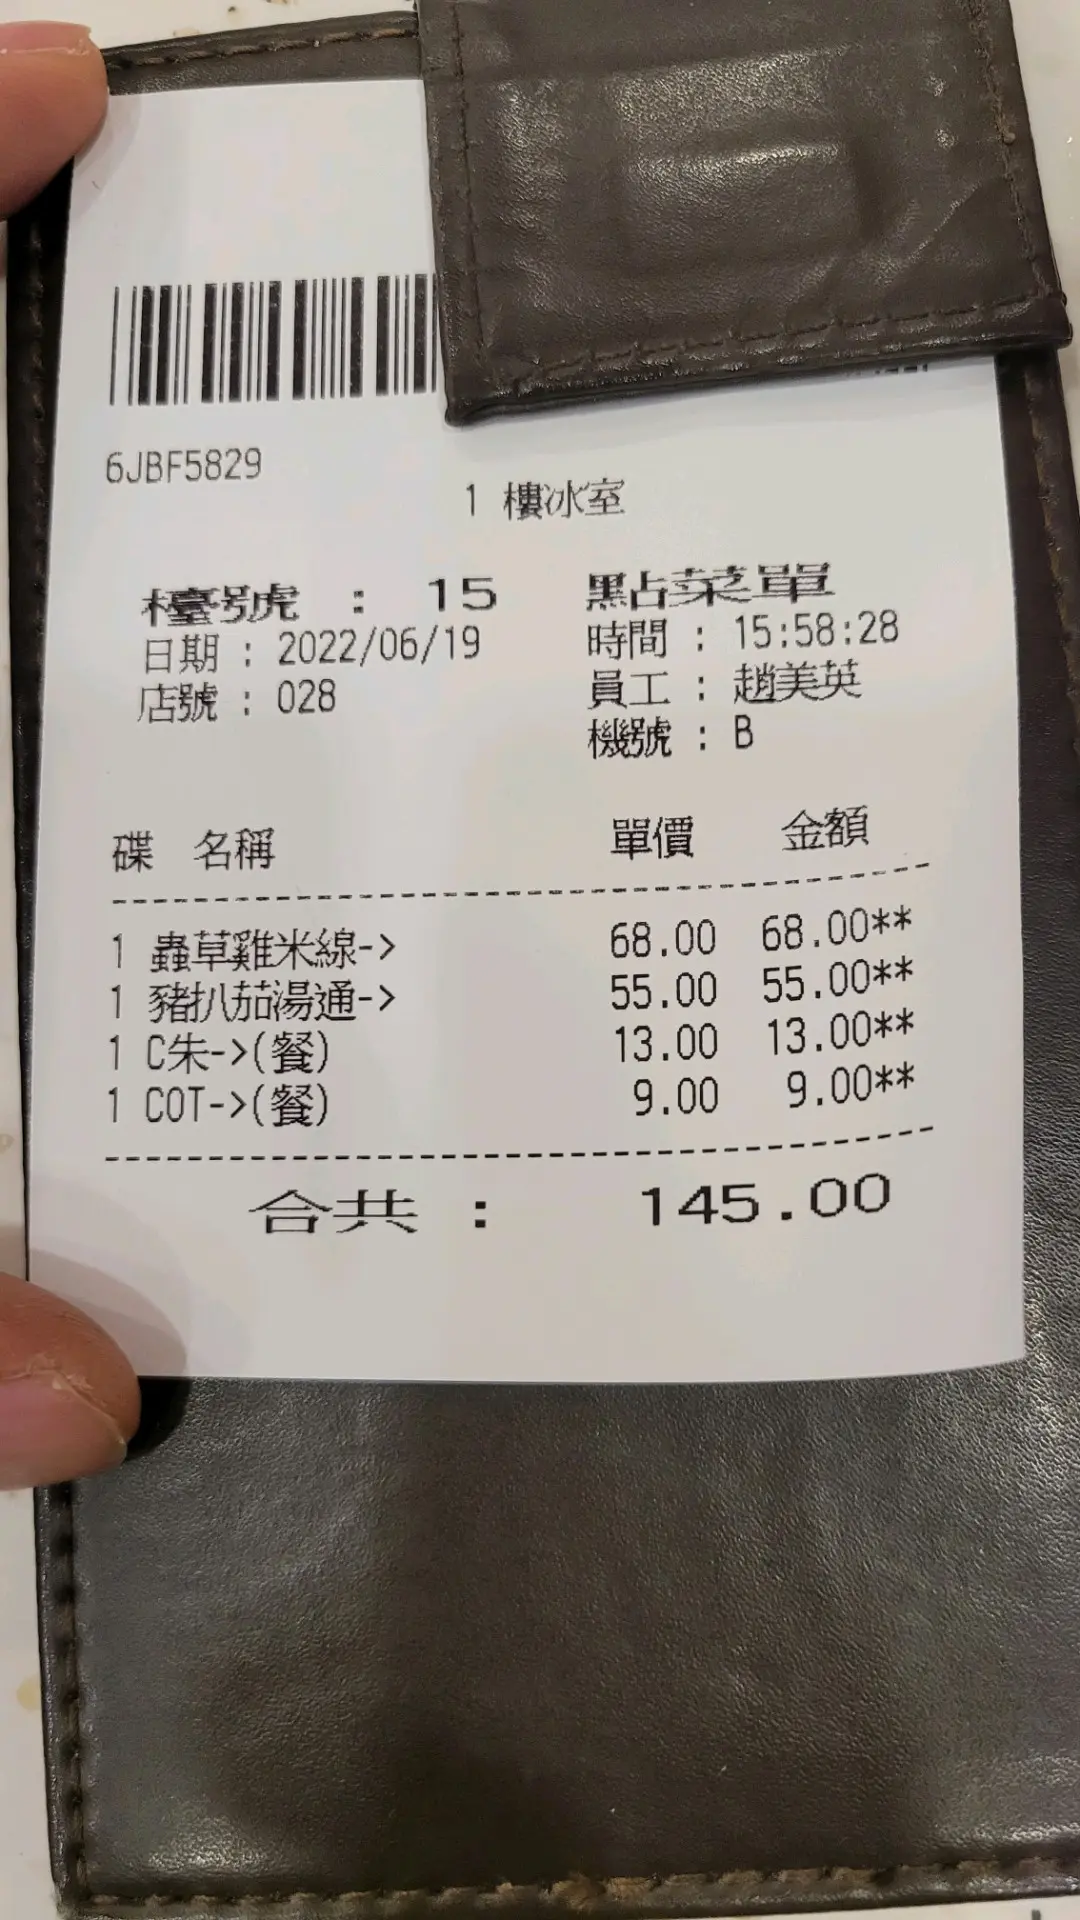 6JBF5829
1 樓冰室
檯號 : 15 點菜單
日期 : 2022/06/19 時間 : 15:58:28
店號 : 028 員工 : 趙美英
機號 : B
碟 名稱 單價 金額
1 蟲草雞米線-> 68.00 68.00**
1 豬扒茄湯通-> 55.00 55.00**
1 C朱->(餐) 13.00 13.00**
1 COT->(餐) 9.00 9.00**
合共 : 145.00